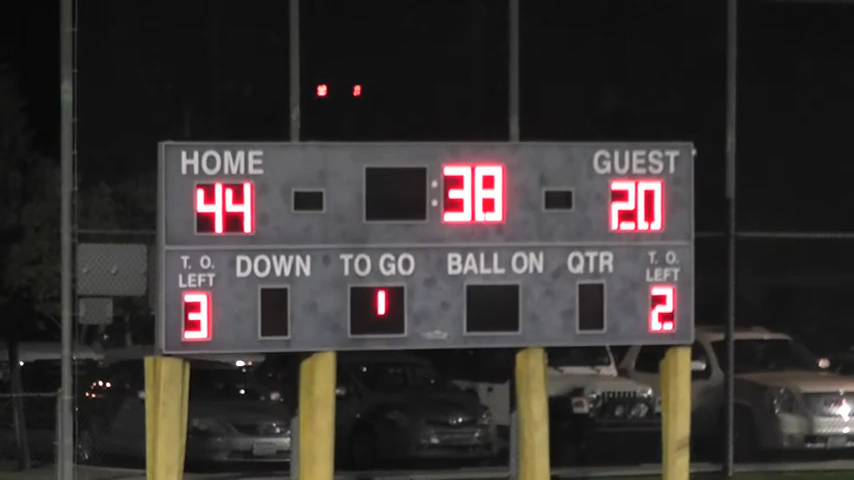 HOME :38 GUEST
44 20
T. O. LEFT DOWN TO GO BALL ON QTR T. O. LEFT
3 1 2